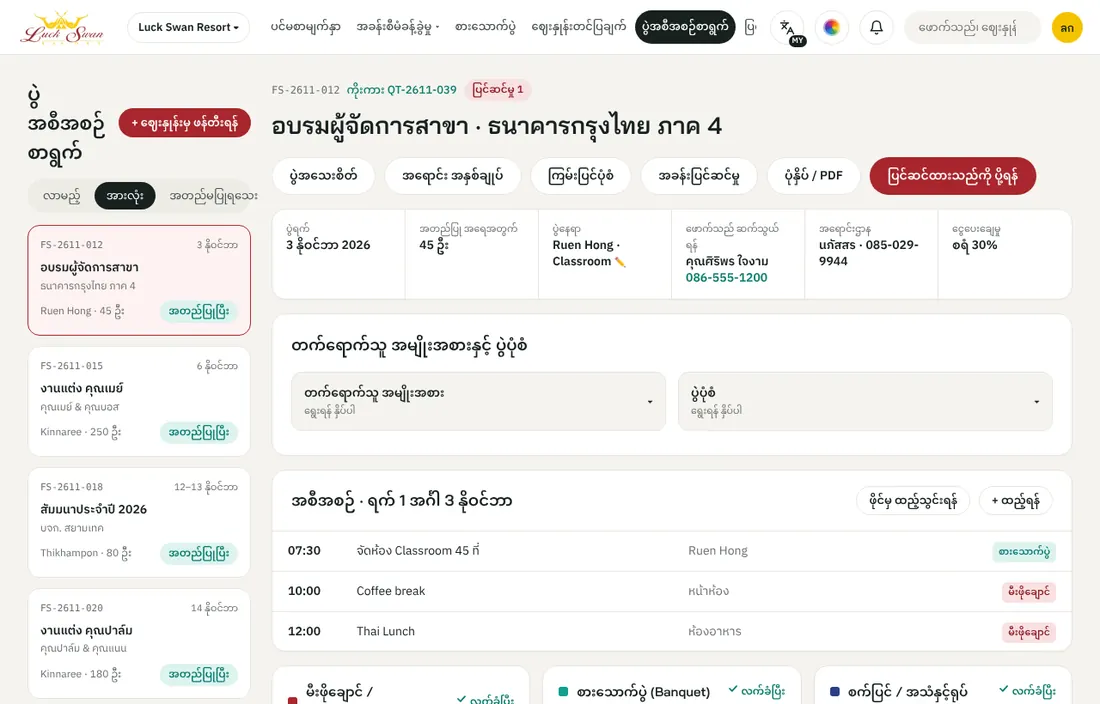 Luck Swan
Luck Swan Resort
ပင်မစာမျက်နှာ
အခန်းစီမံခန့်ခွဲမှု
စားသောက်ပွဲ
ဈေးနှုန်းတင်ပြချက်
ပွဲအစီအစဉ်စာရွက်
MY
ဖောက်သည်၊ ဈေးနှုန်
ลก
ပွဲ
အစီအစဉ်
စာရွက်
+ ဈေးနှုန်းမှ ဖန်တီးရန်
လာမည့်
အားလုံး
အတည်မပြုရသေး
FS-2611-012
3 နိုဝင်ဘာ
อบรมผู้จัดการสาขา
ธนาคารกรุงไทย ภาค 4
Ruen Hong · 45 ဦး
အတည်ပြုပြီး
FS-2611-015
6 နိုဝင်ဘာ
งานแต่ง คุณเมย์
คุณเมย์ & คุณบอส
Kinnaree · 250 ဦး
အတည်ပြုပြီး
FS-2611-018
12–13 နိုဝင်ဘာ
สัมมนาประจำปี 2026
บจก. สยามเทค
Thikhampon · 80 ဦး
အတည်ပြုပြီး
FS-2611-020
14 နိုဝင်ဘာ
งานแต่ง คุณปาล์ม
คุณปาล์ม & คุณแนน
Kinnaree · 180 ဦး
အတည်ပြုပြီး
FS-2611-012 ကိုးကား QT-2611-039 ပြင်ဆင်မှု 1
อบรมผู้จัดการสาขา · ธนาคารกรุงไทย ภาค 4
ပွဲအသေးစိတ်
အရောင်း အနှစ်ချုပ်
ကြမ်းပြင်ပုံစံ
အခန်းပြင်ဆင်မှု
ပုံနှိပ် / PDF
ပြင်ဆင်ထားသည်ကို ပို့ရန်
ပွဲရက်
3 နိုဝင်ဘာ 2026
အတည်ပြု အရေအတွက်
45 ဦး
ပွဲနေရာ
Ruen Hong ·
Classroom
ဖောက်သည် ဆက်သွယ်
ရန်
คุณศิริพร ใจงาม
086-555-1200
အရောင်းဌာန
นภัสสร · 085-029-
9944
ငွေပေးချေမှု
စရံ 30%
တက်ရောက်သူ အမျိုးအစားနှင့် ပွဲပုံစံ
တက်ရောက်သူ အမျိုးအစား
ရွေးရန် နှိပ်ပါ
ပွဲပုံစံ
ရွေးရန် နှိပ်ပါ
အစီအစဉ် · ရက် 1 အင်္ဂါ 3 နိုဝင်ဘာ
ဖိုင်မှ ထည့်သွင်းရန်
+ ထည့်ရန်
07:30 จัดห้อง Classroom 45 ที่ Ruen Hong စားသောက်ပွဲ
10:00 Coffee break หน้าห้อง မီးဖိုချောင်
12:00 Thai Lunch ห้องอาหาร မီးဖိုချောင်
မီးဖိုချောင် /
လက်ခံပြီး
စားသောက်ပွဲ (Banquet)
လက်ခံပြီး
စက်ပြင် / အသံနှင့်ရုပ်
လက်ခံပြီး